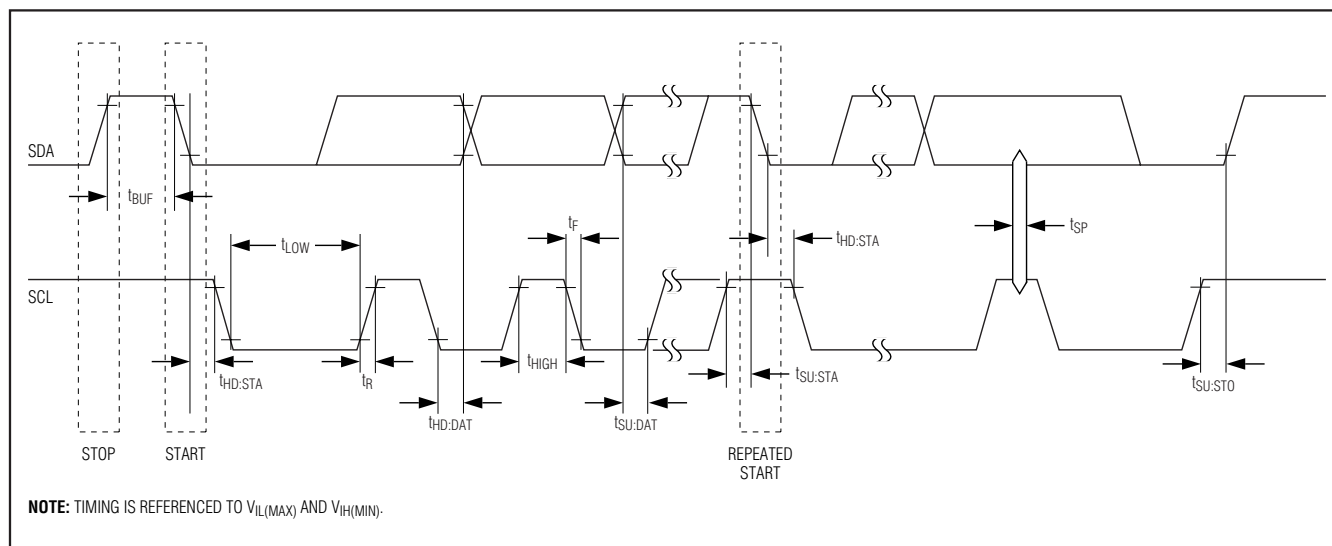 SDA
tBUF
tF
tLOW
tHD:STA
tSP
SCL
tHD:STA
tR
tHIGH
tSU:STA
tSU:STO
tHD:DAT
tSU:DAT
STOP
START
REPEATED
START
NOTE: TIMING IS REFERENCED TO VIL(MAX) AND VIH(MIN).